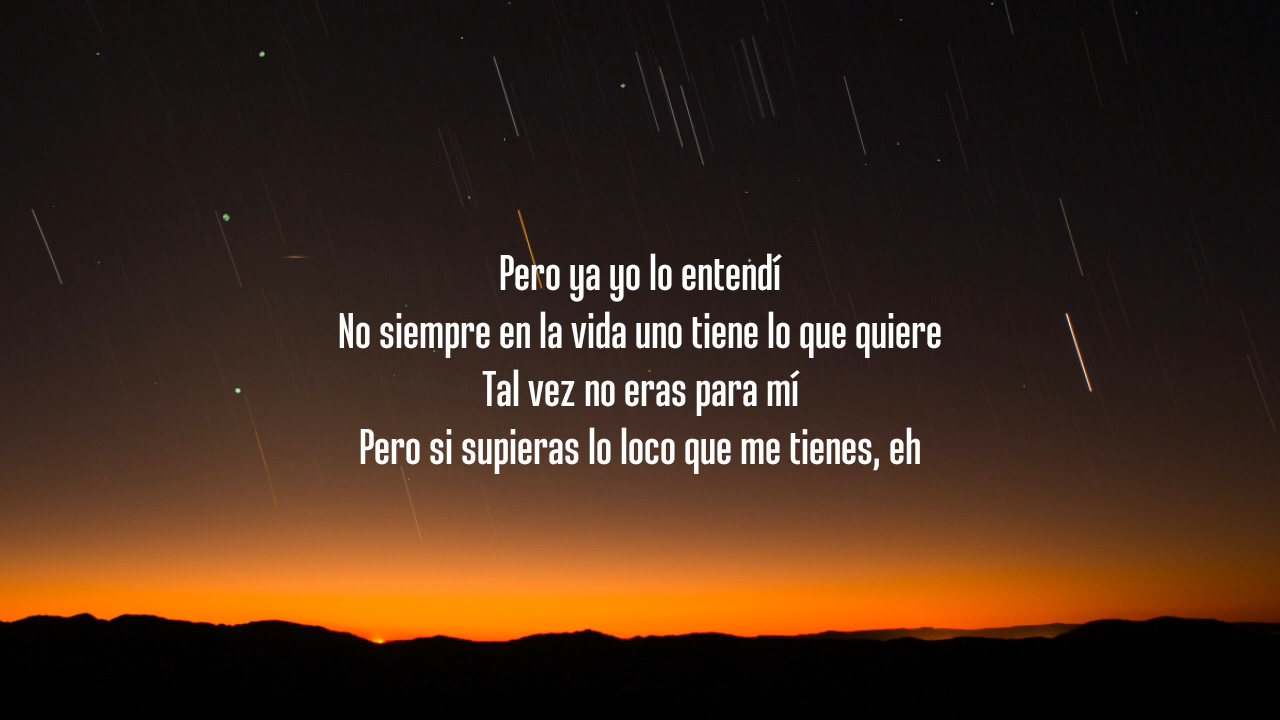 Pero ya yo lo entendí
No siempre en la vida uno tiene lo que quiere
Tal vez no eras para mí
Pero si supieras lo loco que me tienes, eh